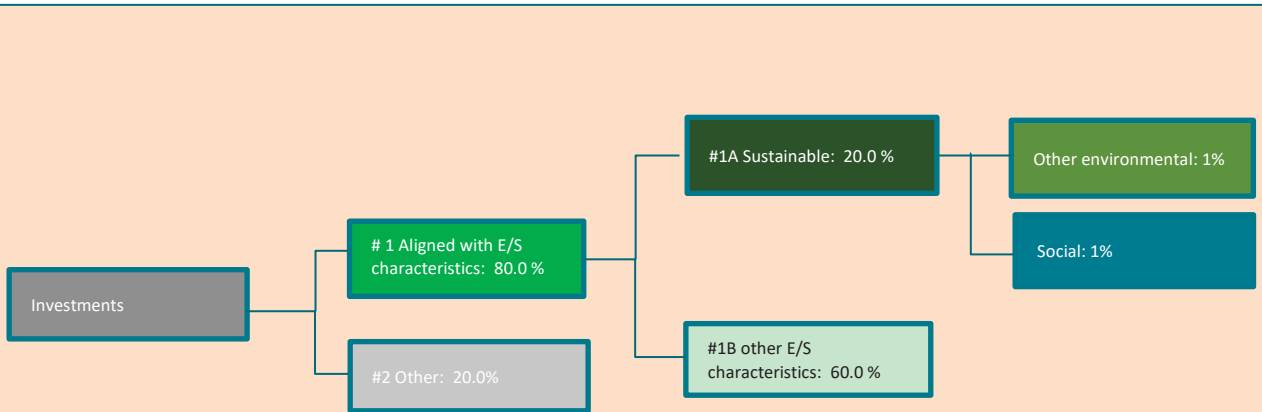 #1A Sustainable: 20.0 %
Other environmental: 1%
# 1 Aligned with E/S
characteristics: 80.0 %
Social: 1%
Investments
#1B other E/S
characteristics: 60.0 %
#2 Other: 20.0%